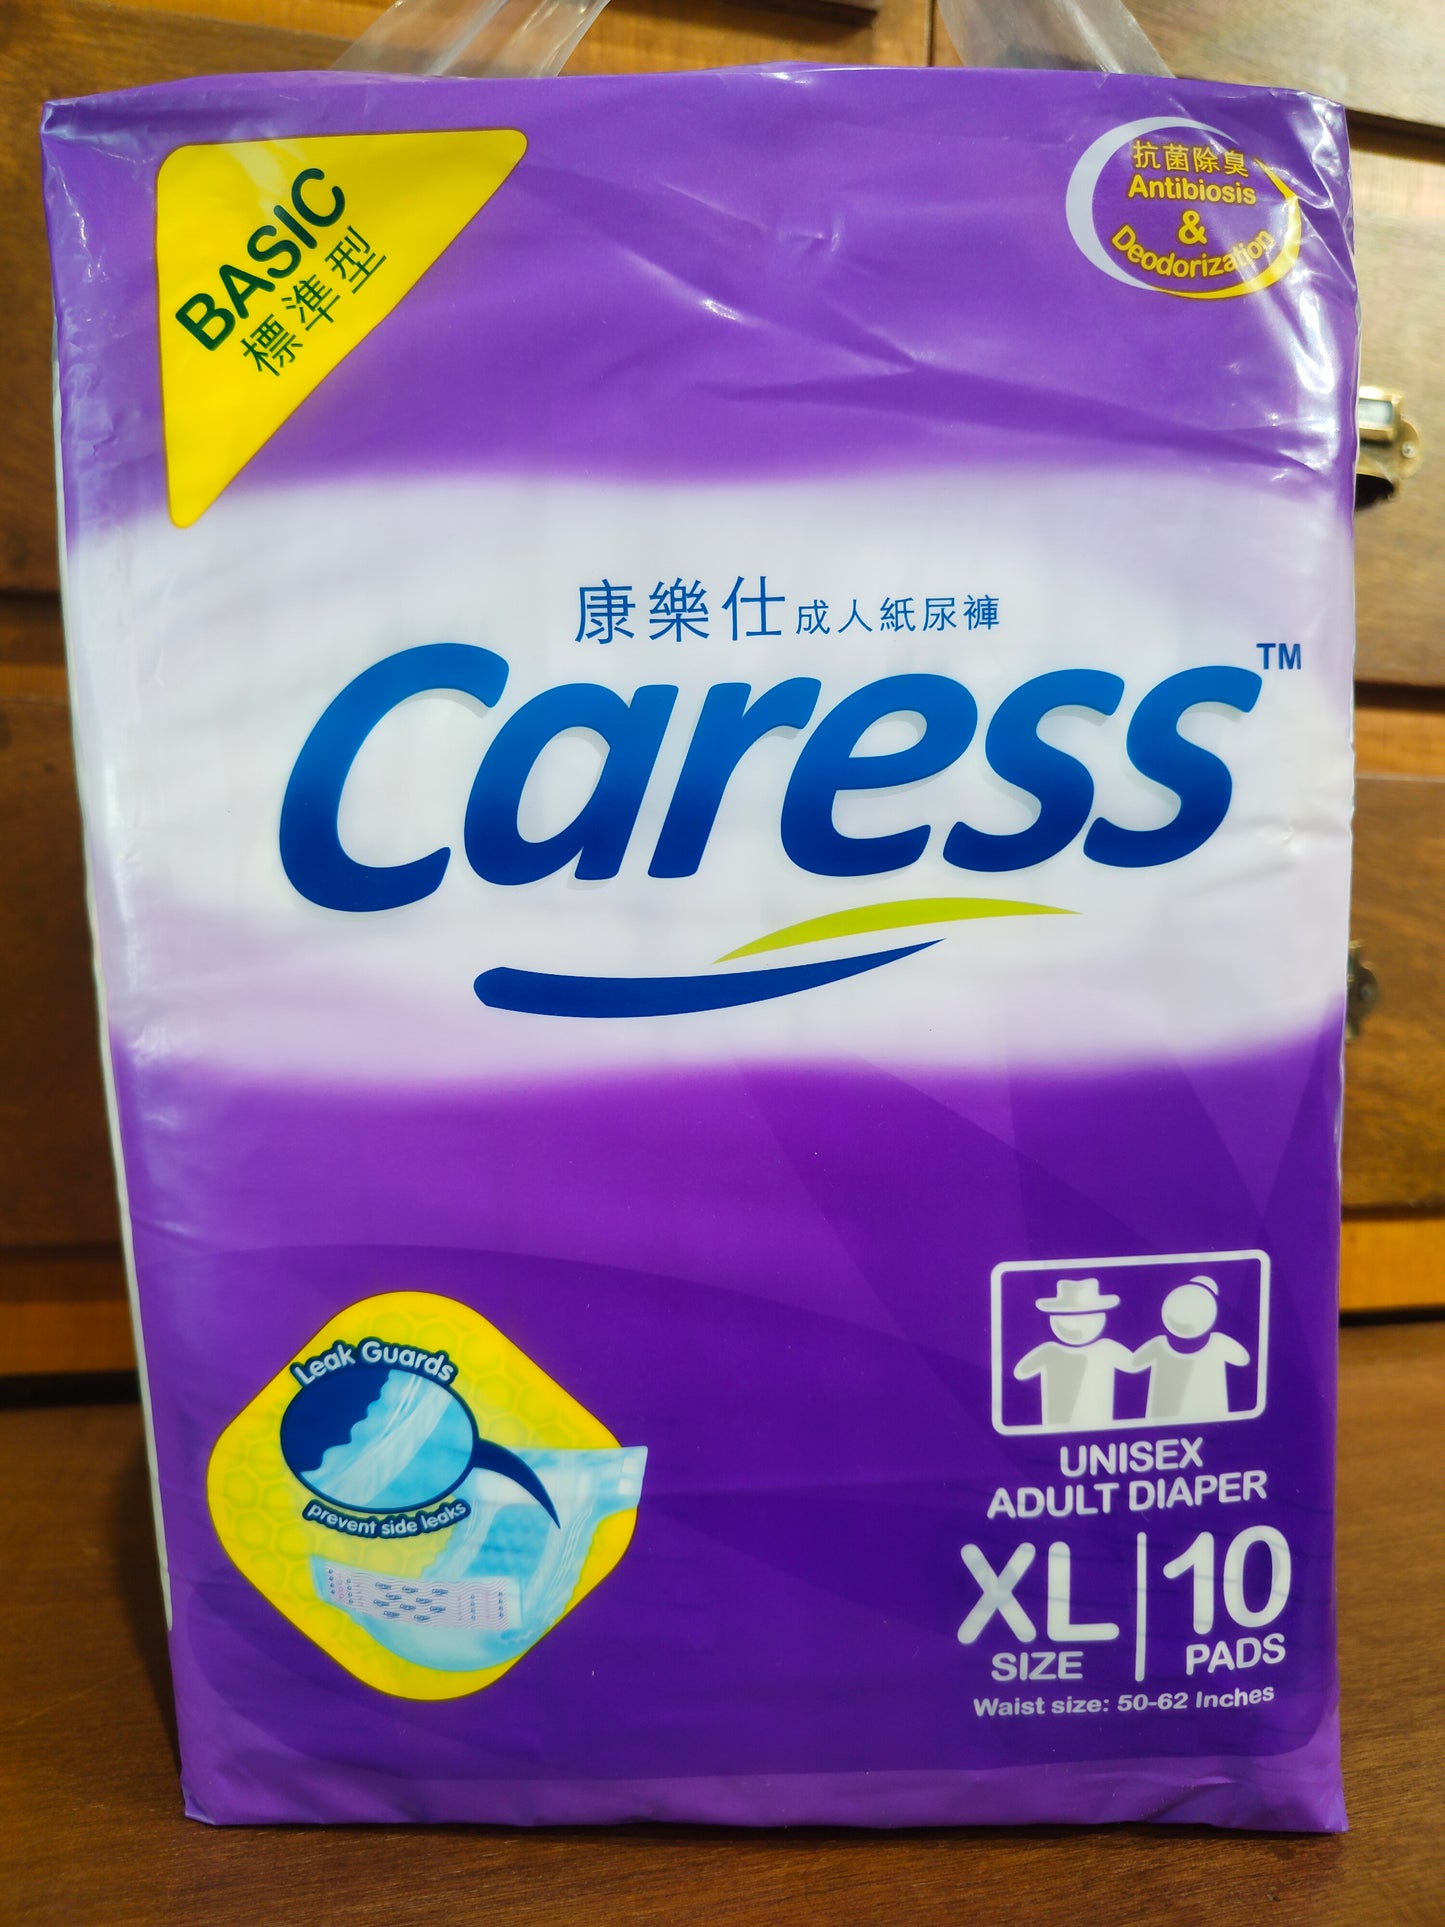 BASIC
標準型
抗菌除臭
Antibiosis
&
Deodorization
康樂仕成人紙尿褲
Caress™
Leak Guards
prevent side leaks
UNISEX
ADULT DIAPER
XL | 10
SIZE PADS
Waist size: 50-62 Inches